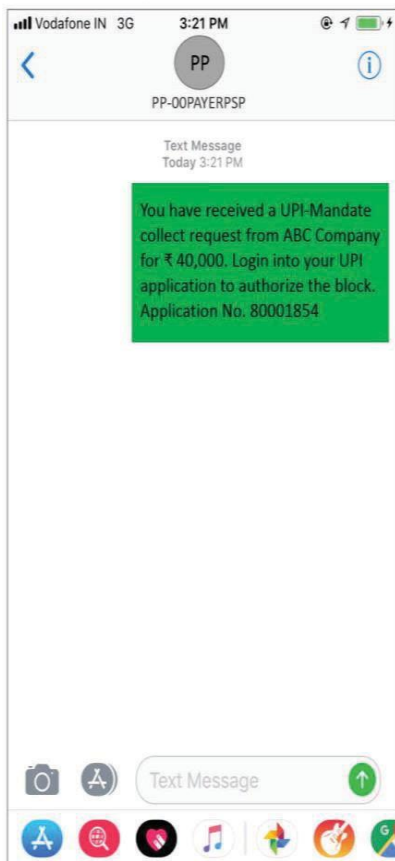 Vodafone IN 3G 3:21 PM
PP
PP-00PAYERPSP
Text Message
Today 3:21 PM
You have received a UPI-Mandate
collect request from ABC Company
for ₹ 40,000. Login into your UPI
application to authorize the block.
Application No. 80001854
Text Message
G